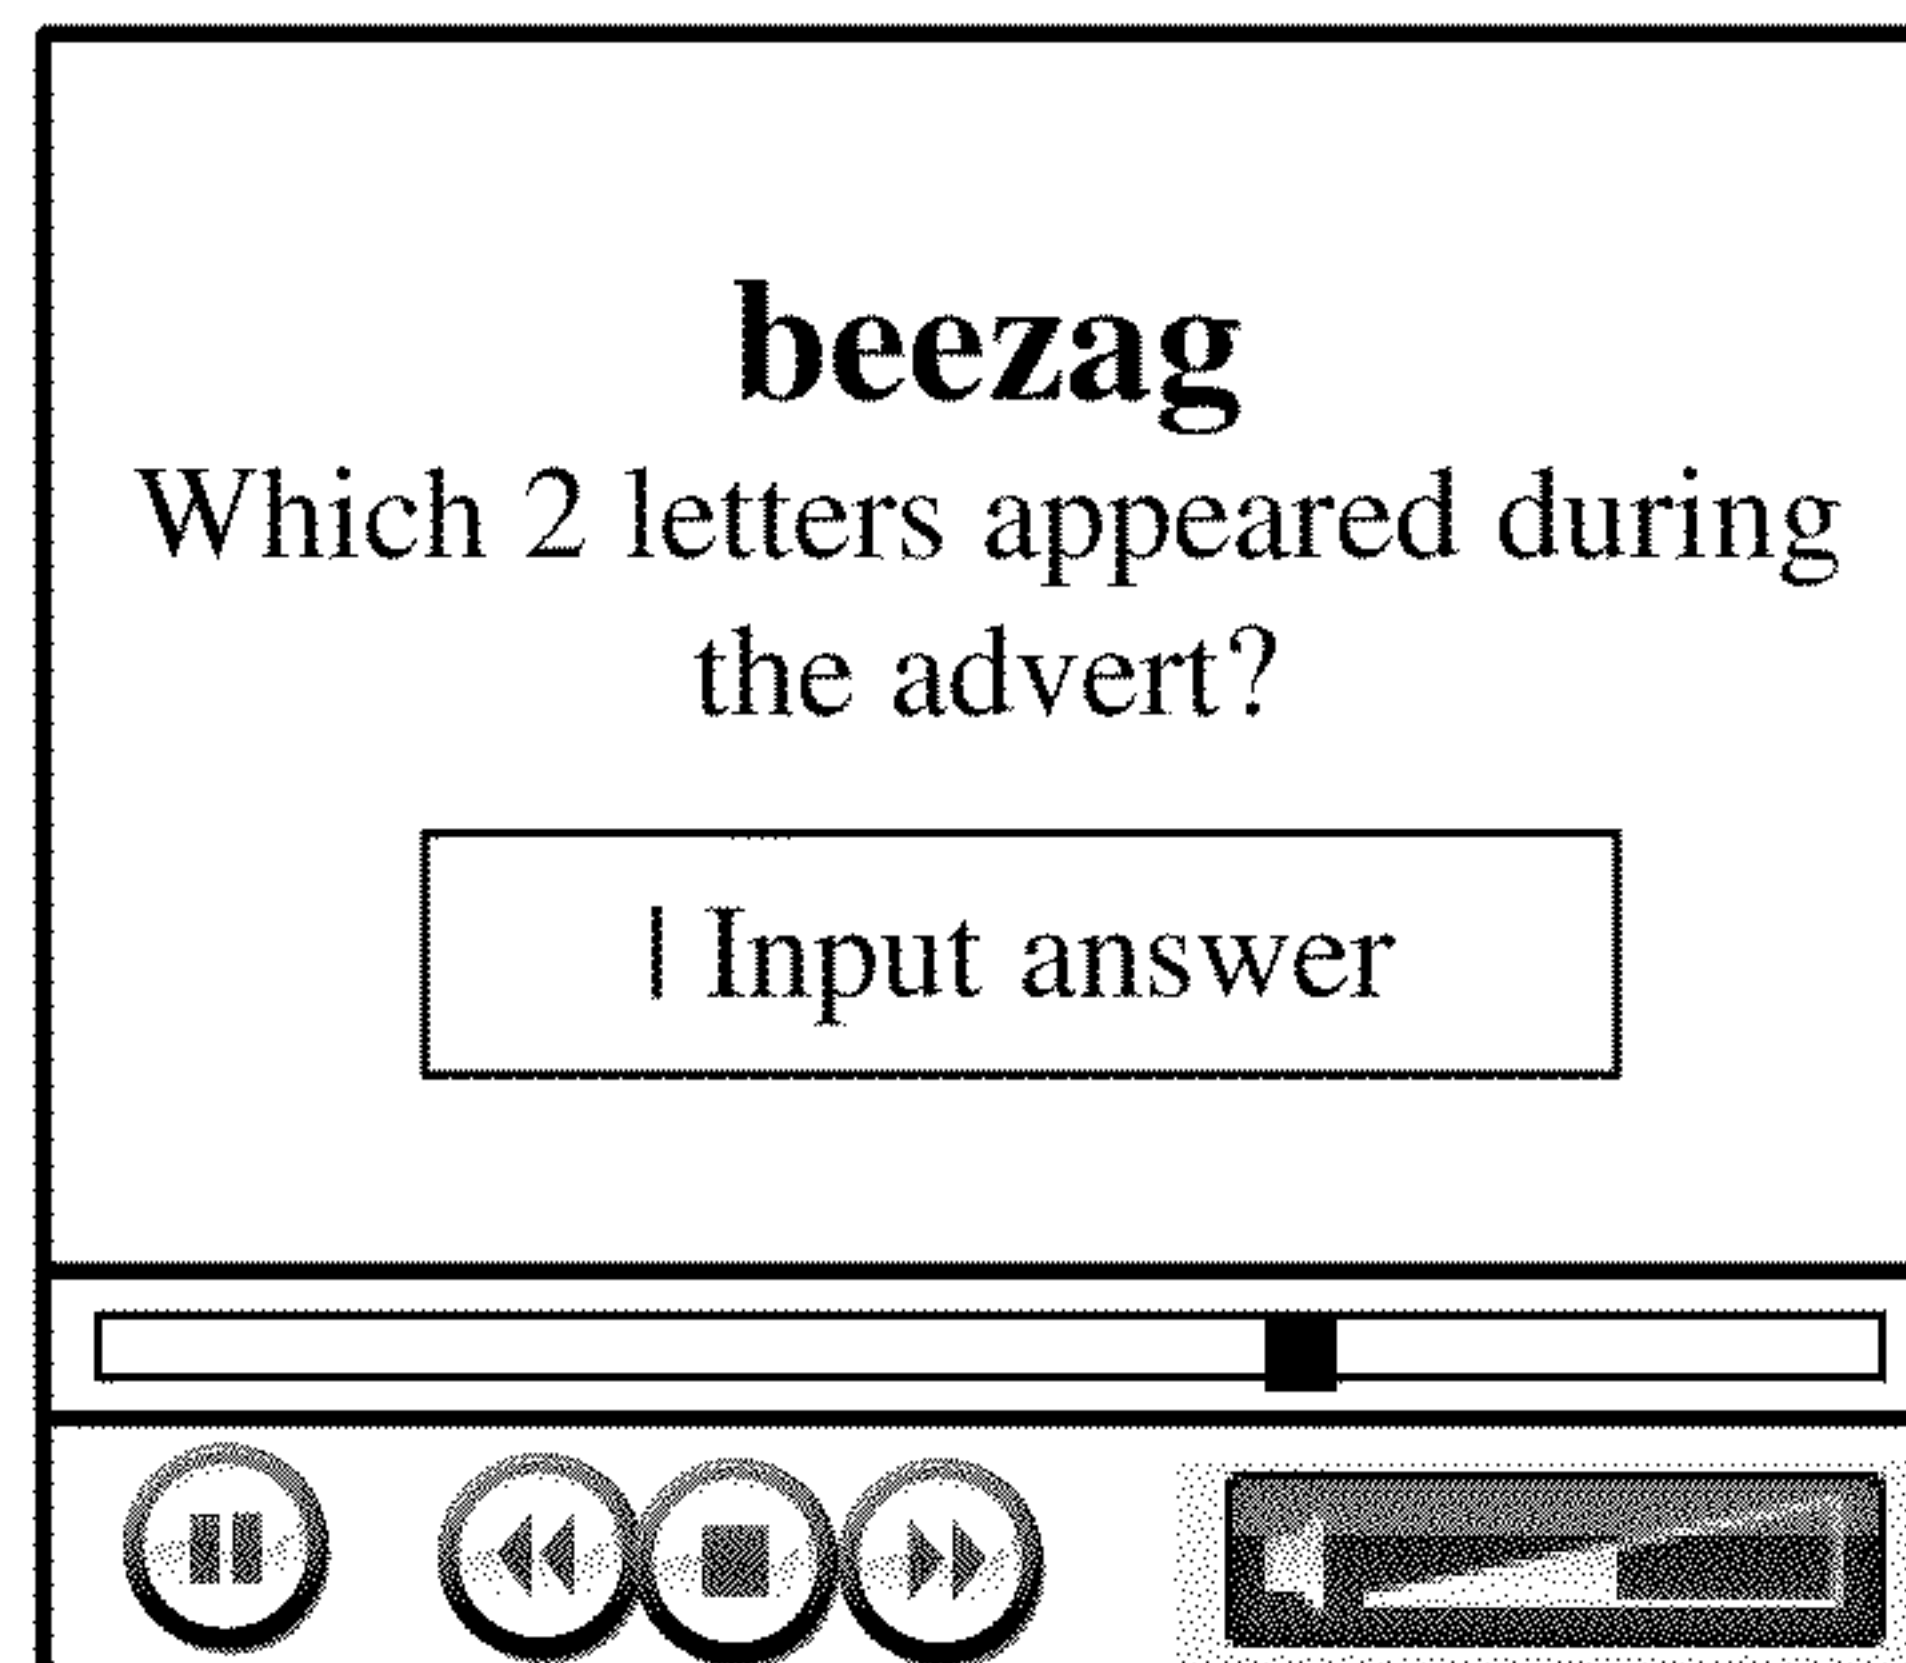 beezag
Which 2 letters appeared during
the advert?
| Input answer